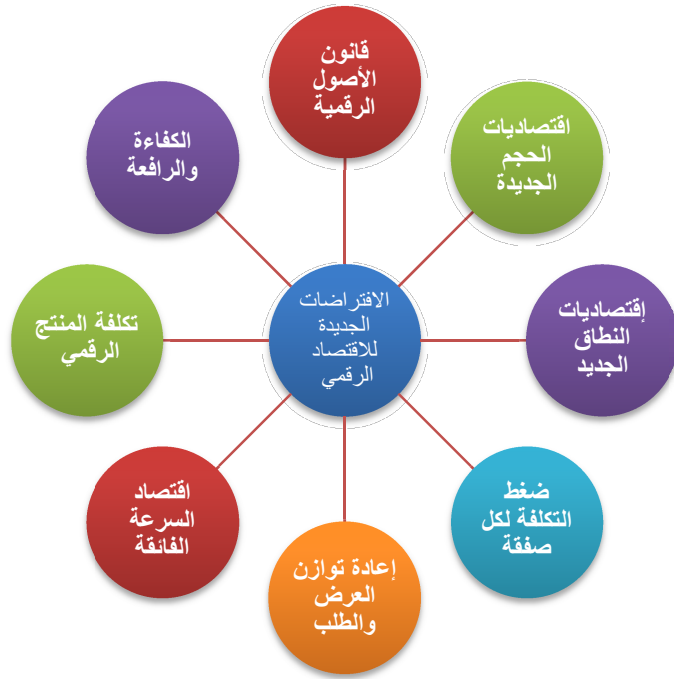 قانون
الأصول
الرقمية
اقتصاديات
الحجم
الجديدة
إقتصاديات
النطاق
الجديد
ضغط
التكلفة لكل
صفقة
إعادة توازن
العرض
والطلب
اقتصاد
السرعة
الفائقة
تكلفة المنتج
الرقمي
الكفاءة
والرافعة
الافتراضات
الجديدة
للاقتصاد
الرقمي